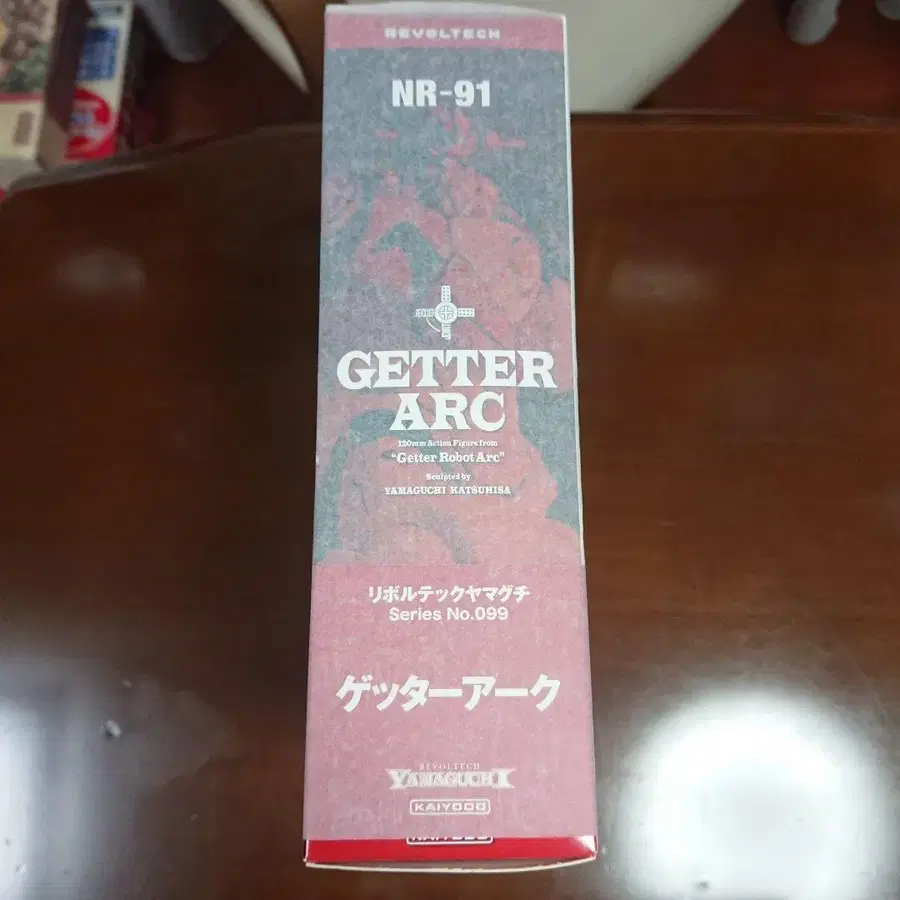 REVOLTECH
NR-91
GETTER
ARC
120mm Action Figure from
"Getter Robot Arc"
Sculpted by
YAMAGUCHI KATSUHISA
リボルテックヤマグチ
Series No.099
ゲッターアーク
REVOLTECH
YAMAGUCHI
KAIYODO
KAIYODO